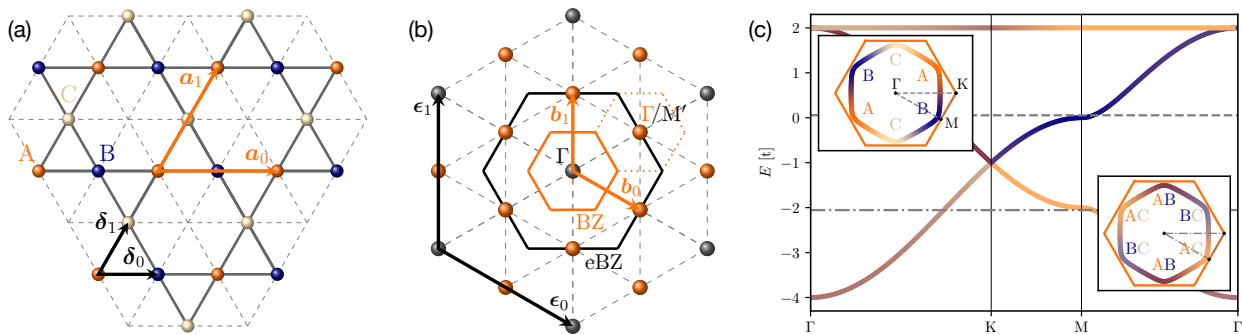 (a)
a₁
C
A
B
a₀
δ₁
δ₀
(b)
ϵ₁
b₁
Γ/M′
Γ
b₀
BZ
eBZ
ϵ₀
(c)
E [t]
2
1
0
−1
−2
−3
−4
Γ
K
M
Γ
C
B
A
Γ
K
A
B
M
C
AB
AC
BC
BC
AC
AB